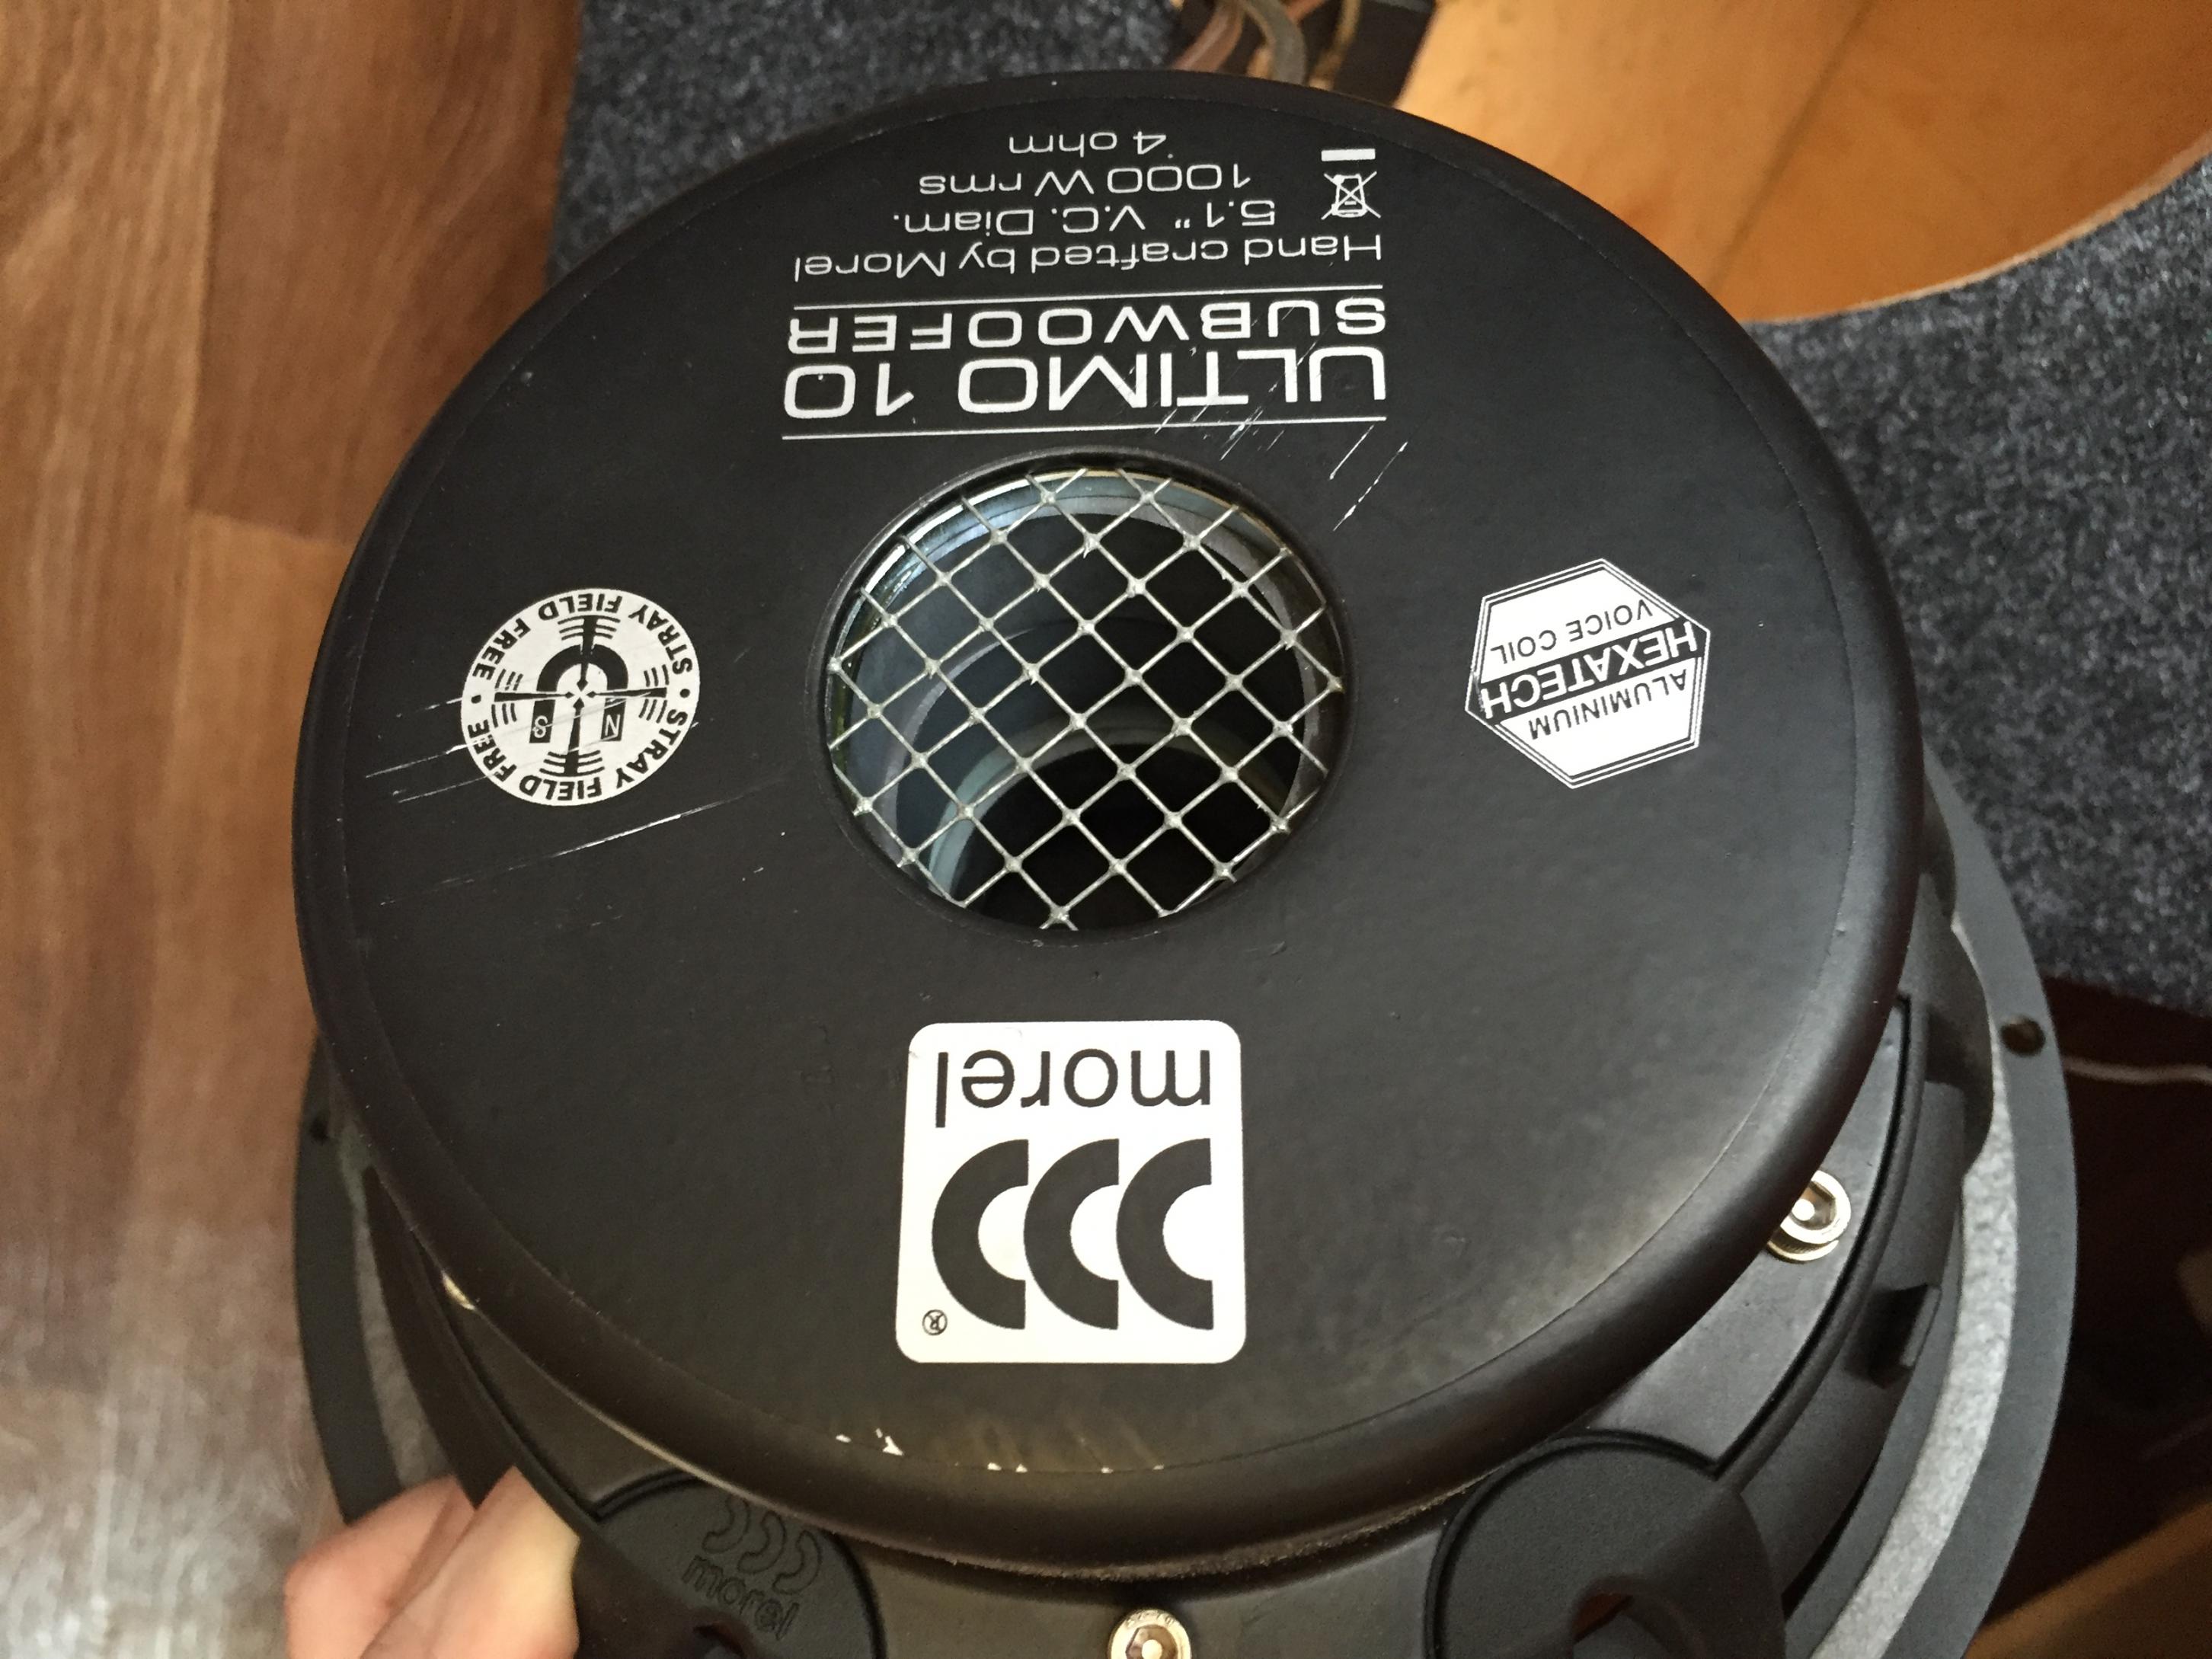 morel
®
ULTIMO 10
SUBWOOFER
Hand crafted by Morel
5.1" V.C. Diam.
1000 W rms
4 ohm
ALUMINIUM
HEXATECH
VOICE COIL
STRAY FIELD FREE • STRAY FIELD FREE •
N S
morel